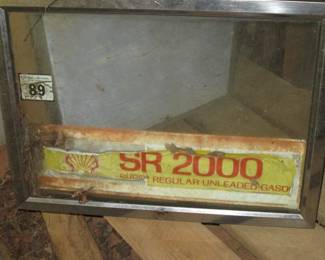 89
SR 2000
REGULAR UNLEADED GASO